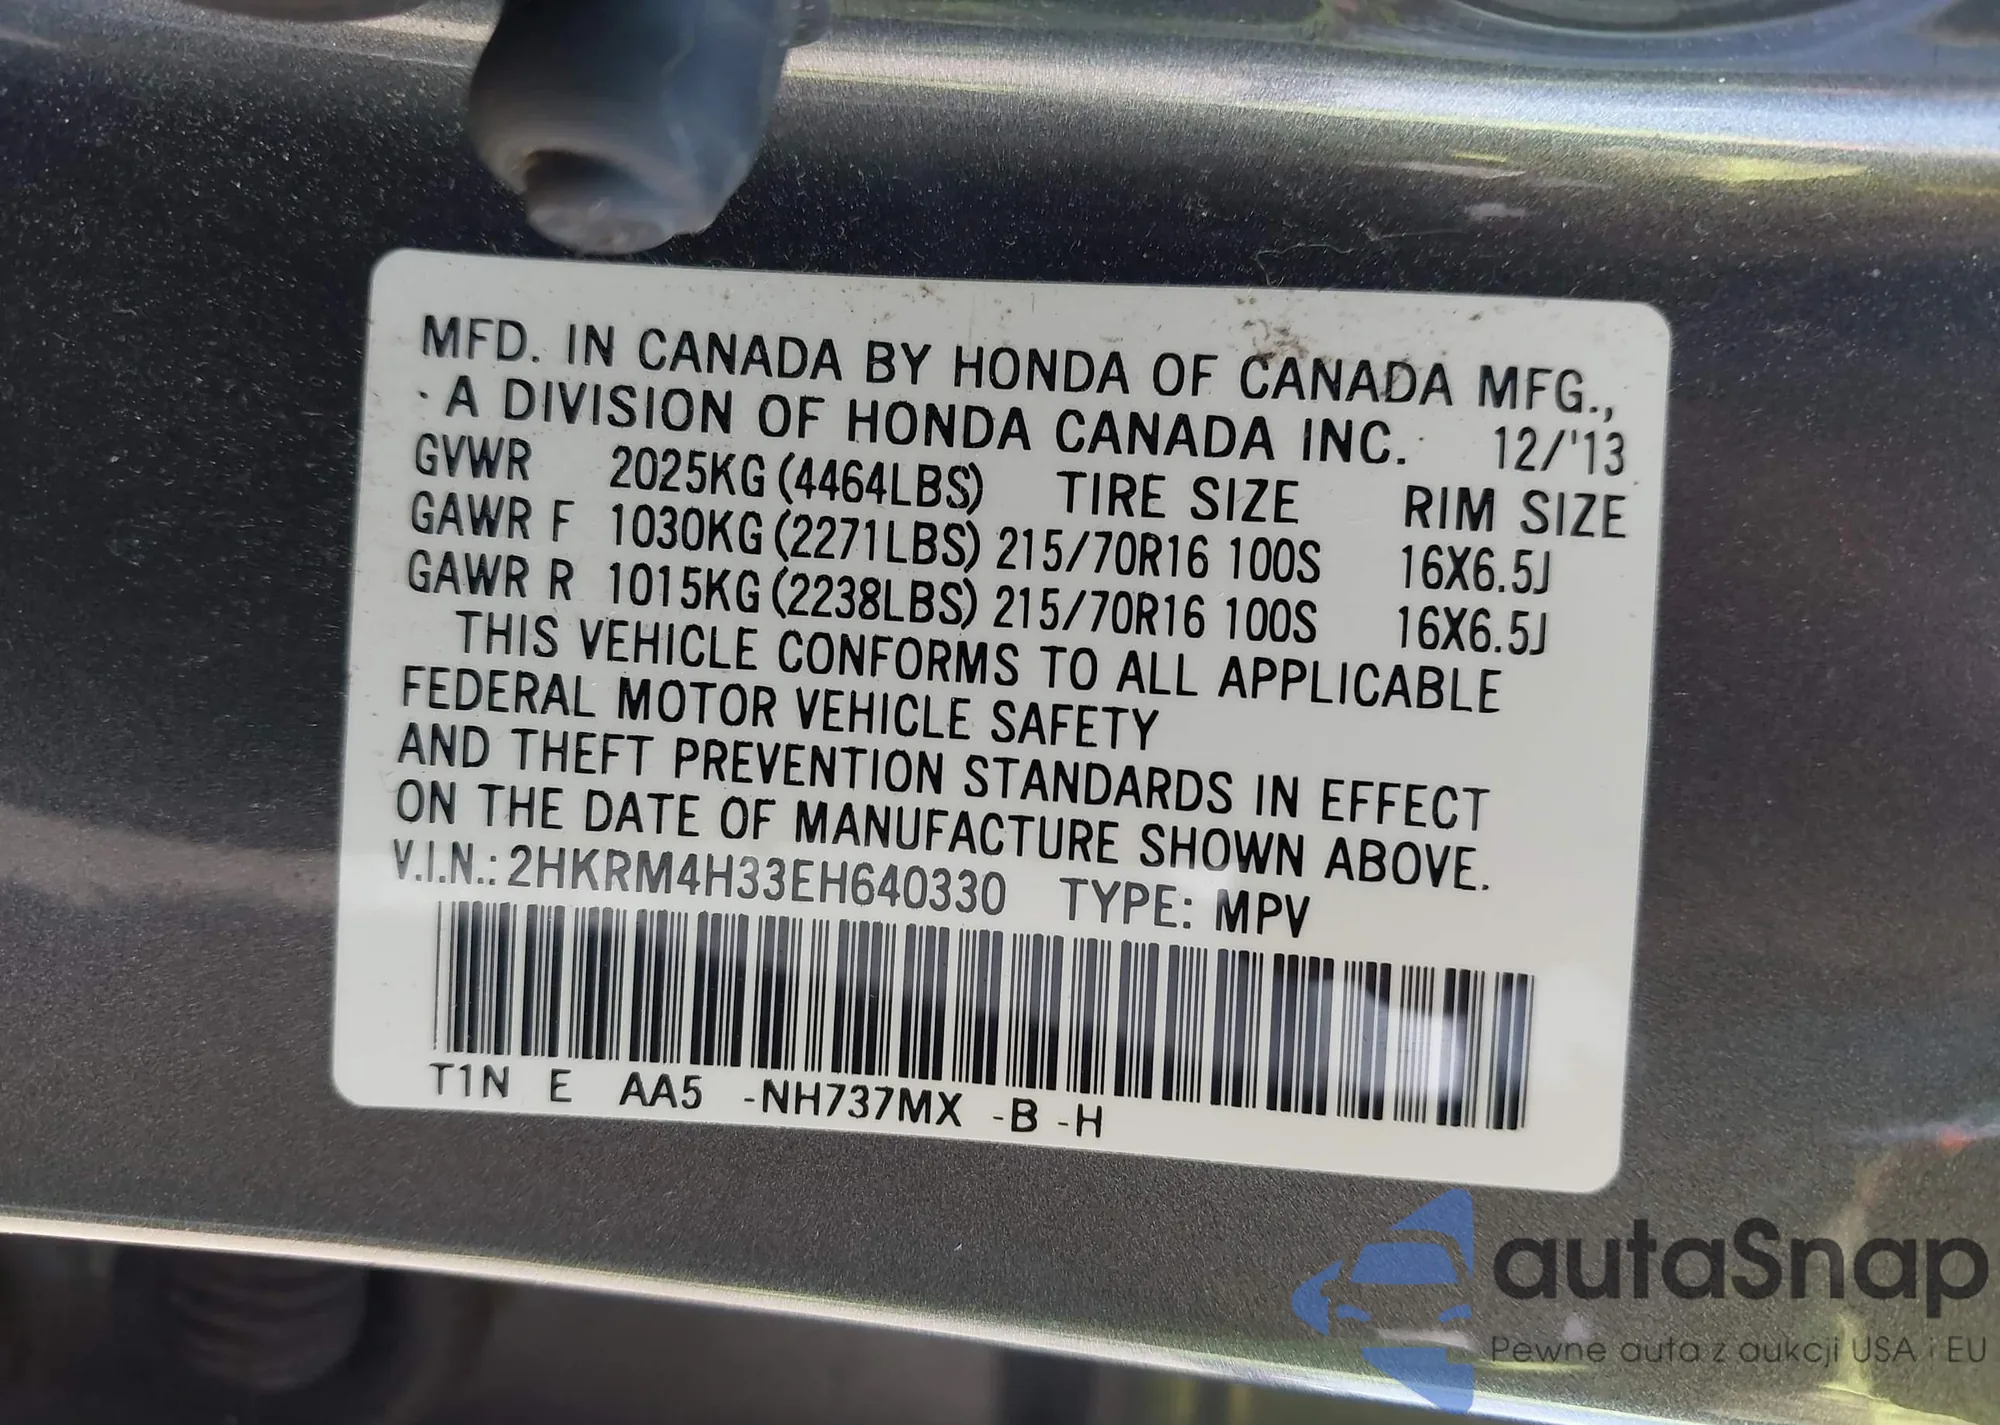 MFD. IN CANADA BY HONDA OF CANADA MFG.,
A DIVISION OF HONDA CANADA INC. 12/'13
GVWR 2025KG (4464LBS) TIRE SIZE RIM SIZE
GAWR F 1030KG (2271LBS) 215/70R16 100S 16X6.5J
GAWR R 1015KG (2238LBS) 215/70R16 100S 16X6.5J
THIS VEHICLE CONFORMS TO ALL APPLICABLE
FEDERAL MOTOR VEHICLE SAFETY
AND THEFT PREVENTION STANDARDS IN EFFECT
ON THE DATE OF MANUFACTURE SHOWN ABOVE.
V.I.N.: 2HKRM4H33EH640330 TYPE: MPV
T1N E AA5 -NH737MX -B -H
autaSnap
Pewne auta z aukcji USA i EU